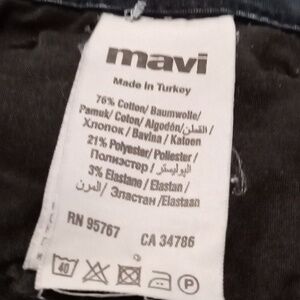 mavi
Made in Turkey
76% Cotton/Baumwolle/
Pamuk/Coton/Algodón/القطن/
Хлопок/Bavlna/Katoen
21% Polyester/Poliester/
Полиэстер/البوليستر/
3% Elastane/Elastan/
المرن/Эластан/Elastaan
RN 95767 CA 34786
40 P